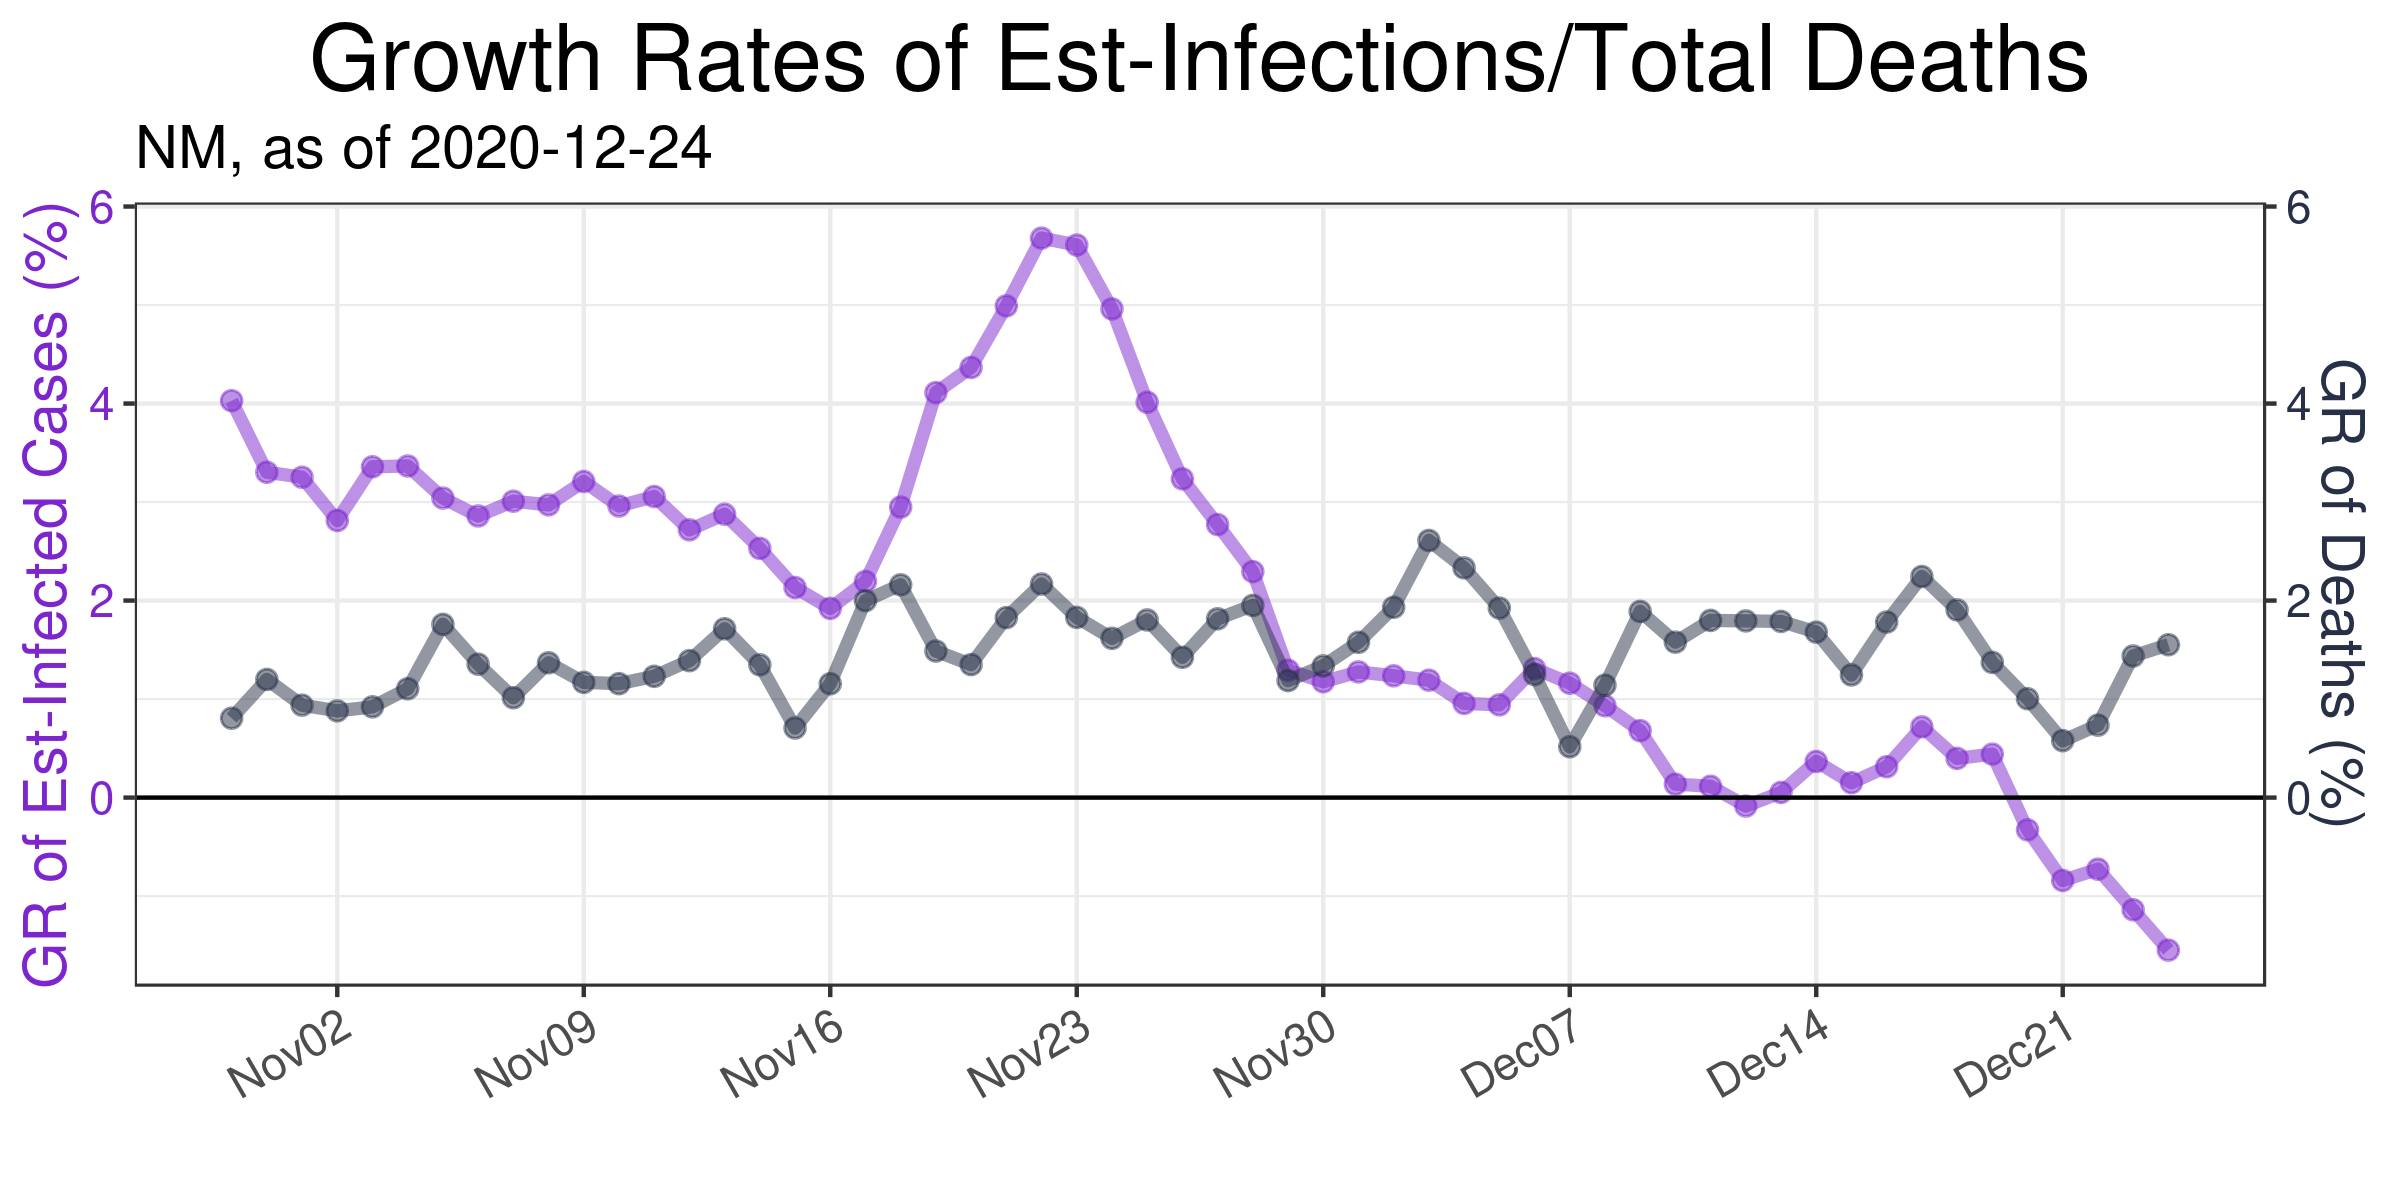 Growth Rates of Est-Infections/Total Deaths
NM, as of 2020-12-24
GR of Est-Infected Cases (%)
6
4
2
0
6
4
2
0
GR of Deaths (%)
Nov02
Nov09
Nov16
Nov23
Nov30
Dec07
Dec14
Dec21